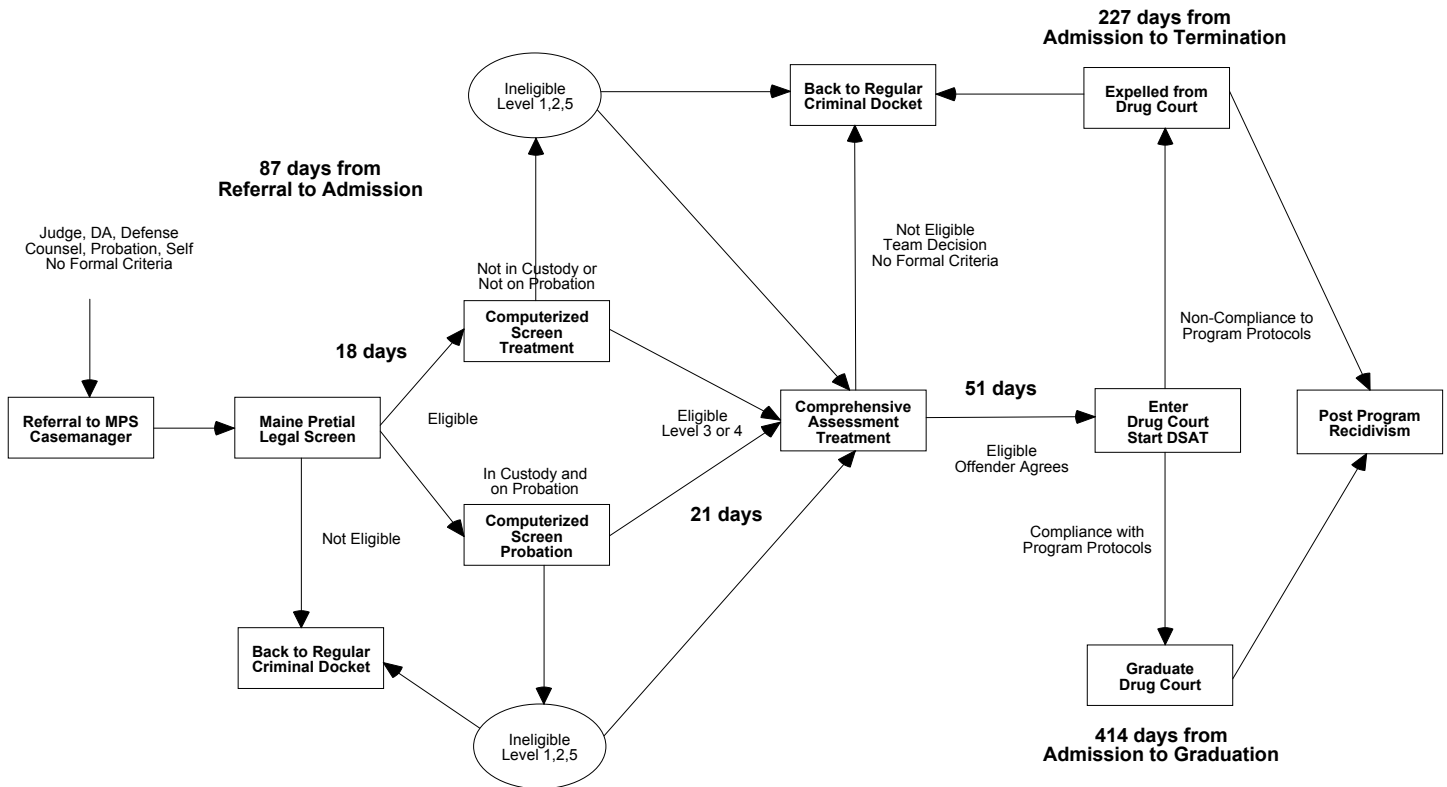 227 days from
Admission to Termination
Ineligible
Level 1,2,5
Back to Regular
Criminal Docket
Expelled from
Drug Court
87 days from
Referral to Admission
Judge, DA, Defense
Counsel, Probation, Self
No Formal Criteria
Not Eligible
Team Decision
No Formal Criteria
Not in Custody or
Not on Probation
Computerized
Screen
Treatment
Non-Compliance to
Program Protocols
18 days
Referral to MPS
Casemanager
Maine Pretial
Legal Screen
Eligible
Eligible
Level 3 or 4
Comprehensive
Assessment
Treatment
51 days
Eligible
Offender Agrees
Enter
Drug Court
Start DSAT
Post Program
Recidivism
In Custody and
on Probation
Computerized
Screen
Probation
21 days
Not Eligible
Compliance with
Program Protocols
Back to Regular
Criminal Docket
Graduate
Drug Court
Ineligible
Level 1,2,5
414 days from
Admission to Graduation